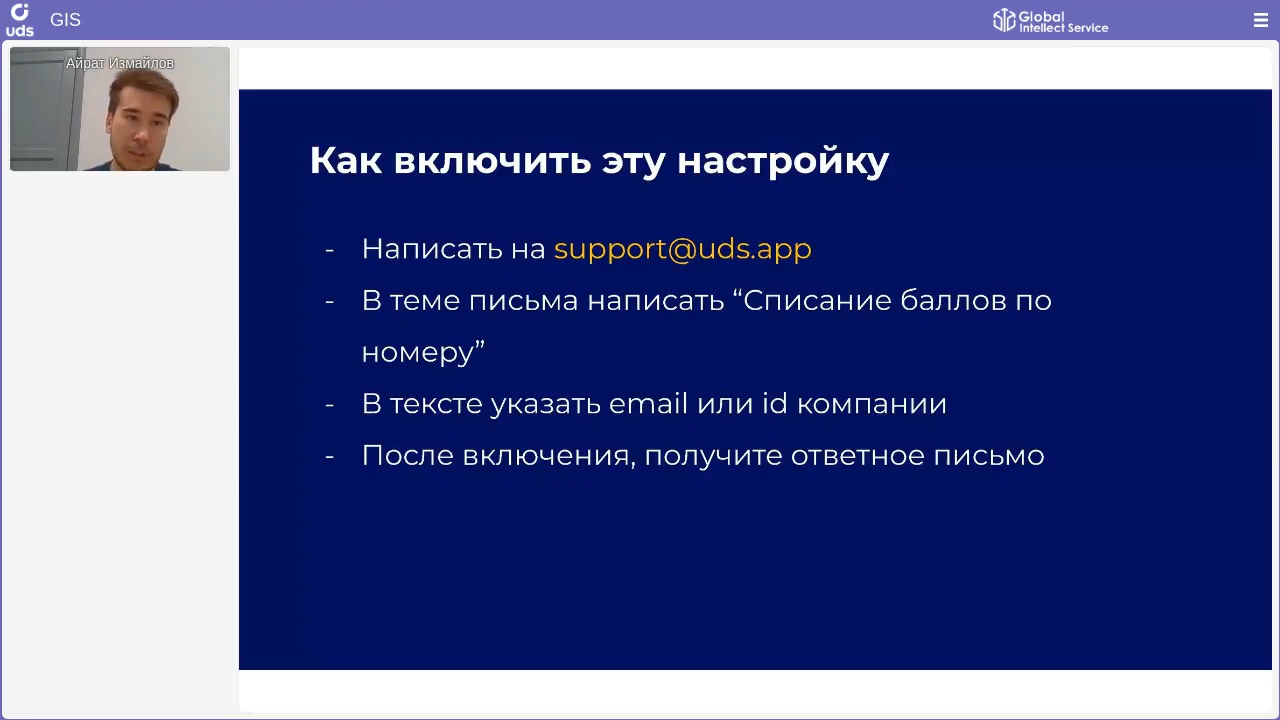 uds
GIS
Global
Intellect Service
Айрат Измайлов
Как включить эту настройку
- Написать на support@uds.app
- В теме письма написать “Списание баллов по
номеру”
- В тексте указать email или id компании
- После включения, получите ответное письмо